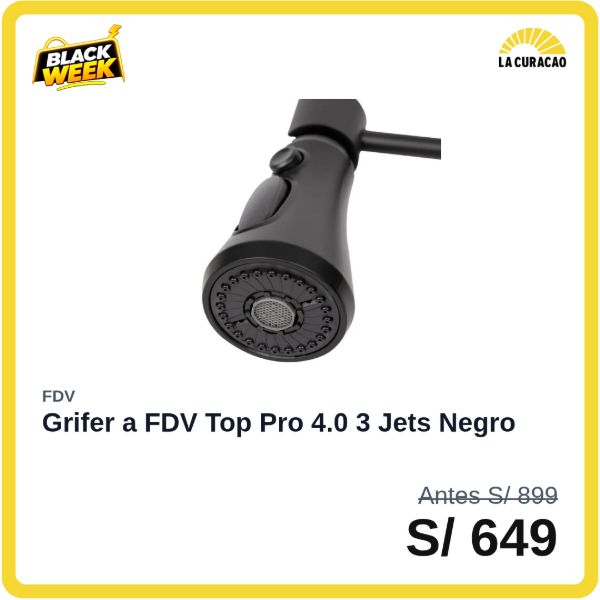 BLACK
WEEK
LA CURACAO
FDV
Grifer a FDV Top Pro 4.0 3 Jets Negro
Antes S/ 899
S/ 649